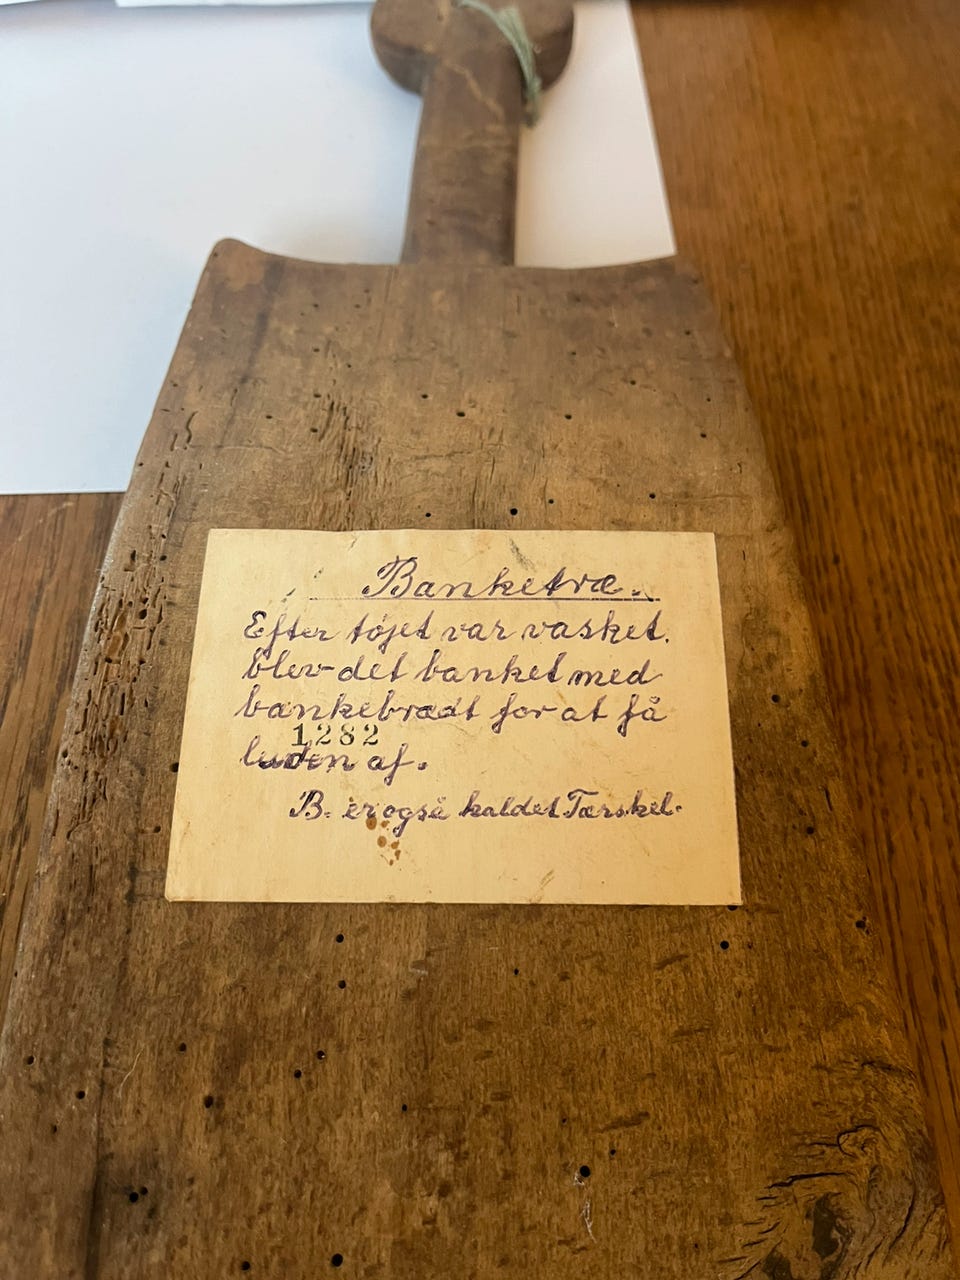 Banketræ.
Efter tøjet var vasket.
blev det banket med
bankebrædt for at få
1282
luden af.
B. er også kaldet Tærskel.